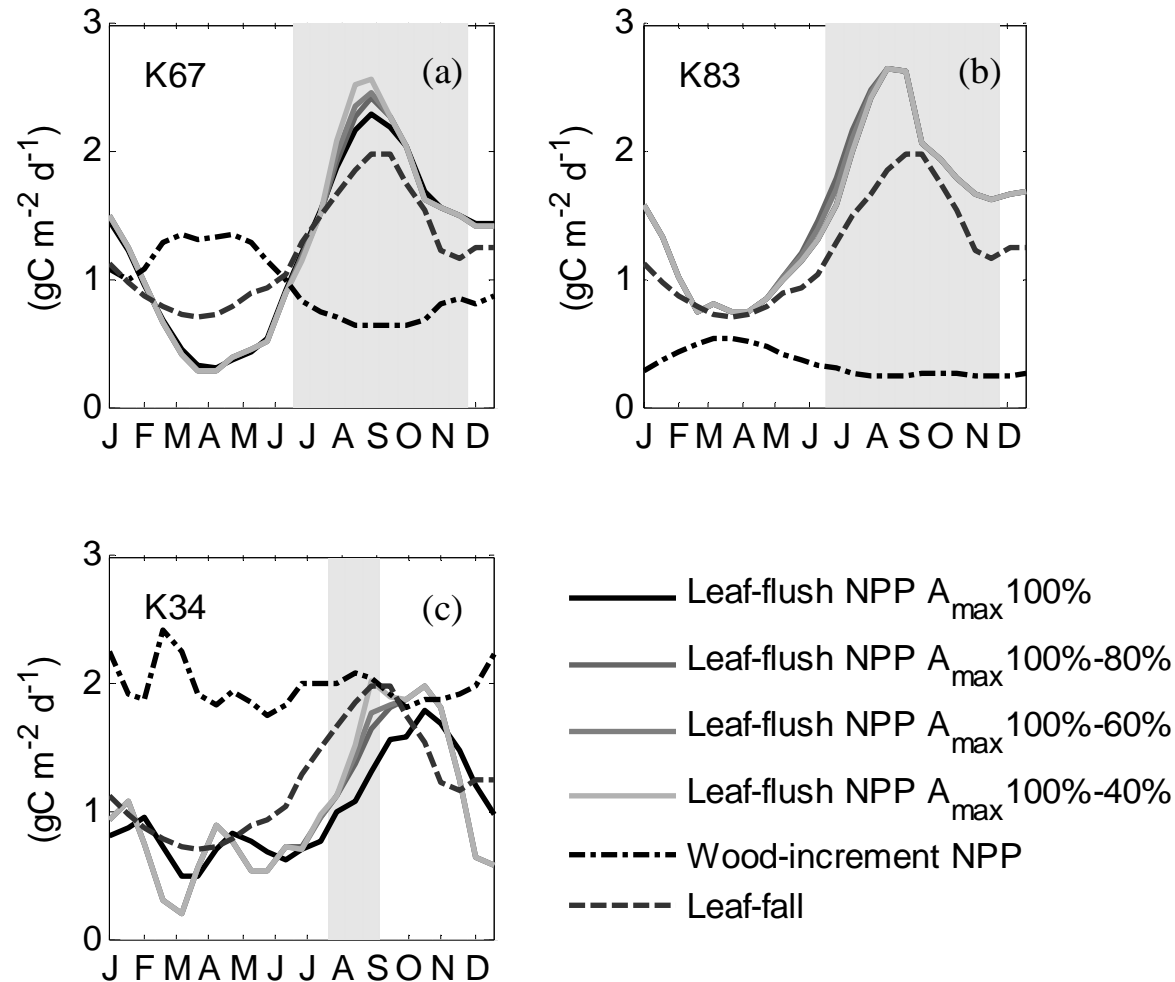 K67 (a)
(gC m-2 d-1)
3
2
1
0
J F M A M J J A S O N D
K83 (b)
(gC m-2 d-1)
3
2
1
0
J F M A M J J A S O N D
K34 (c)
(gC m-2 d-1)
3
2
1
0
J F M A M J J A S O N D
Leaf-flush NPP Amax100%
Leaf-flush NPP Amax100%-80%
Leaf-flush NPP Amax100%-60%
Leaf-flush NPP Amax100%-40%
Wood-increment NPP
Leaf-fall